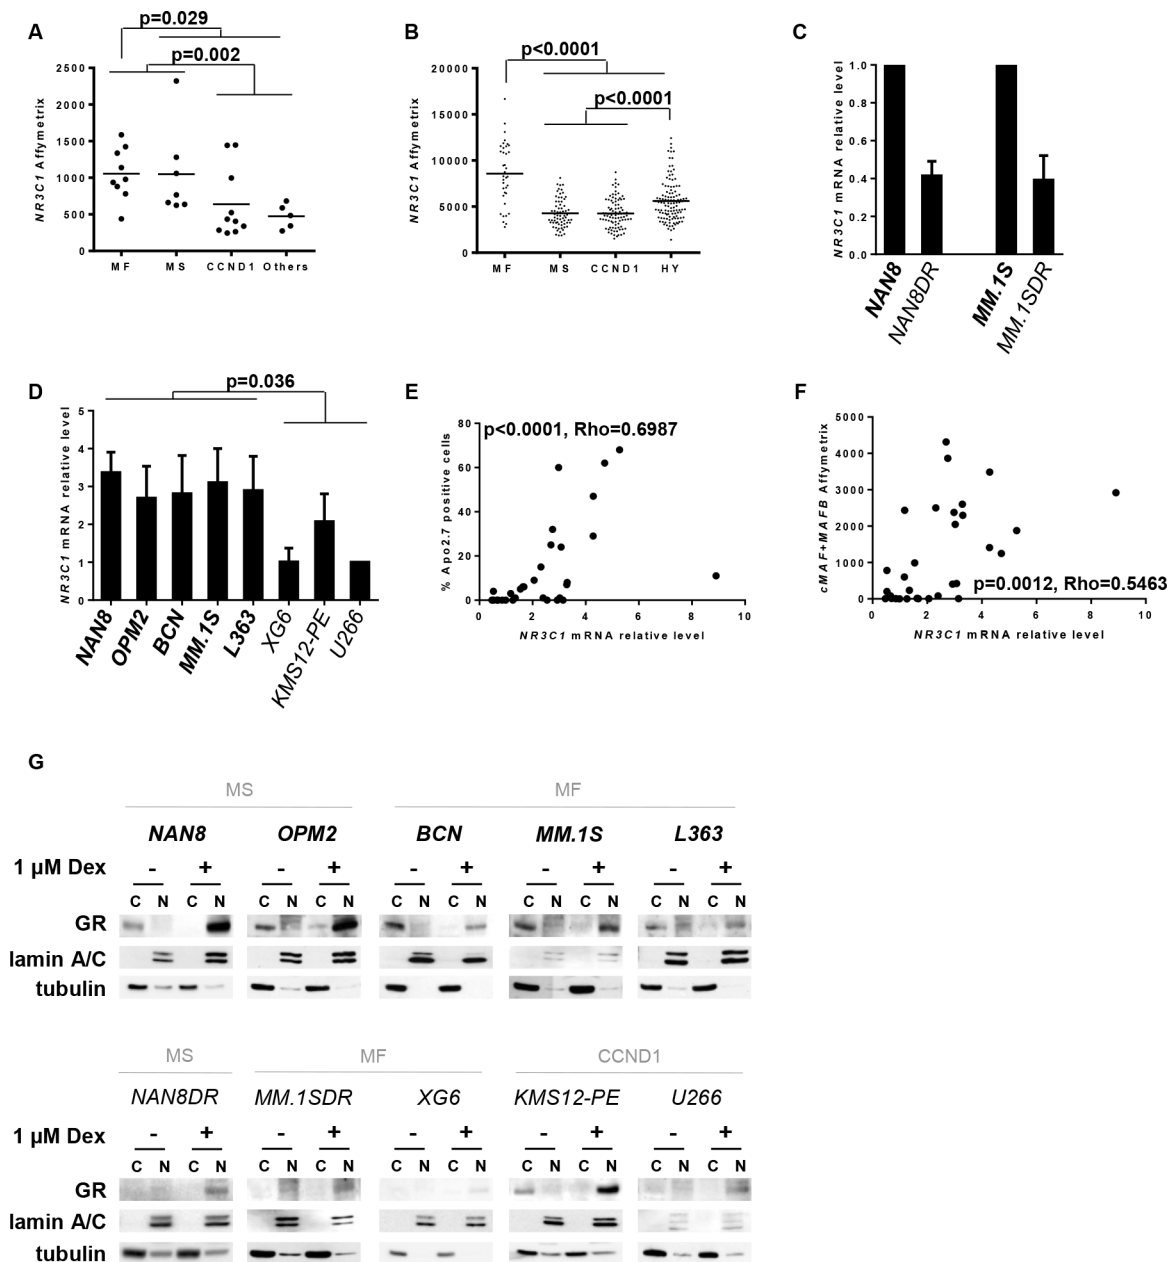 A
p=0.029
p=0.002
NR3C1 Affymetrix
2500
2000
1500
1000
500
0
MF MS CCND1 Others
B
p<0.0001
p<0.0001
NR3C1 Affymetrix
20000
15000
10000
5000
0
MF MS CCND1 HY
C
NR3C1 mRNA relative level
1.0
0.8
0.6
0.4
0.2
0.0
NAN8 NAN8DR MM.1S MM.1SDR
D
p=0.036
NR3C1 mRNA relative level
5
4
3
2
1
0
NAN8 OPM2 BCN MM.1S L363 XG6 KMS12-PE U266
E
p<0.0001, Rho=0.6987
% Apo2.7 positive cells
80
60
40
20
0
0 2 4 6 8 10
NR3C1 mRNA relative level
F
cMAF+MAFB Affymetrix
5000
4000
3000
2000
1000
0
p=0.0012, Rho=0.5463
0 2 4 6 8 10
NR3C1 mRNA relative level
G
MS MF
NAN8 OPM2 BCN MM.1S L363
1 µM Dex - + - + - + - + - +
C N C N C N C N C N C N C N C N C N C N
GR
lamin A/C
tubulin
MS MF CCND1
NAN8DR MM.1SDR XG6 KMS12-PE U266
1 µM Dex - + - + - + - + - +
C N C N C N C N C N C N C N C N C N C N
GR
lamin A/C
tubulin